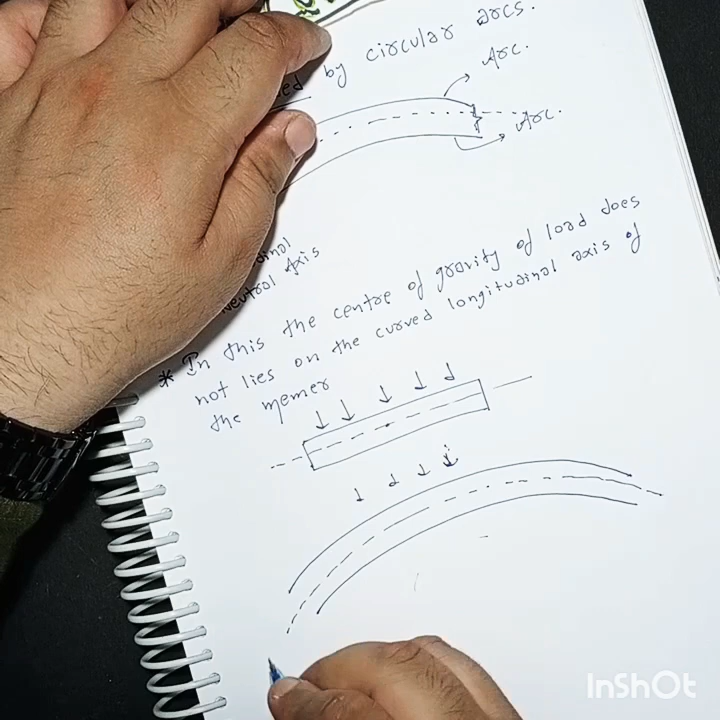 by circular arcs.
Arc.
Arc.
Neutral Axis
* In this the centre of gravity of load does
not lies on the curved longitudinal axis of
the memer
InShOt